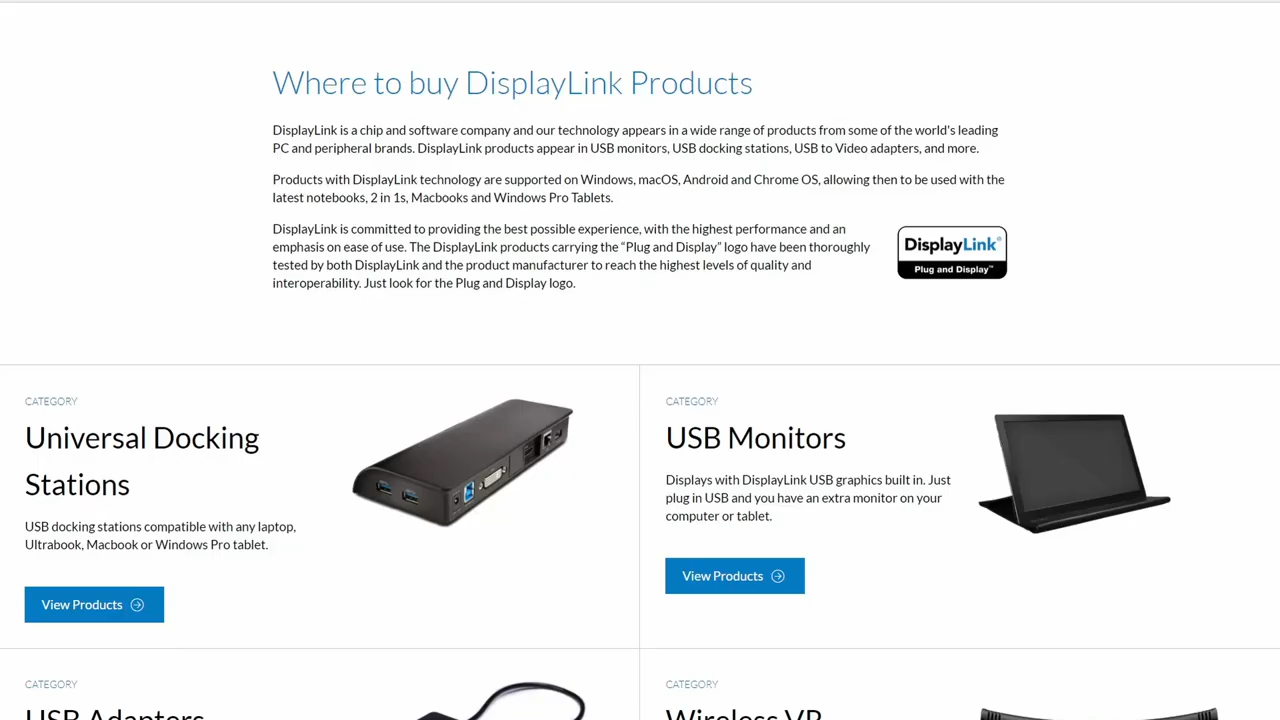 Where to buy DisplayLink Products
DisplayLink is a chip and software company and our technology appears in a wide range of products from some of the world's leading
PC and peripheral brands. DisplayLink products appear in USB monitors, USB docking stations, USB to Video adapters, and more.
Products with DisplayLink technology are supported on Windows, macOS, Android and Chrome OS, allowing then to be used with the
latest notebooks, 2 in 1s, Macbooks and Windows Pro Tablets.
DisplayLink is committed to providing the best possible experience, with the highest performance and an
emphasis on ease of use. The DisplayLink products carrying the “Plug and Display” logo have been thoroughly
tested by both DisplayLink and the product manufacturer to reach the highest levels of quality and
interoperability. Just look for the Plug and Display logo.
DisplayLink®
Plug and Display™
CATEGORY
Universal Docking
Stations
USB docking stations compatible with any laptop,
Ultrabook, Macbook or Windows Pro tablet.
View Products
CATEGORY
USB Monitors
Displays with DisplayLink USB graphics built in. Just
plug in USB and you have an extra monitor on your
computer or tablet.
View Products
CATEGORY
USB Adapters
CATEGORY
Wireless VR